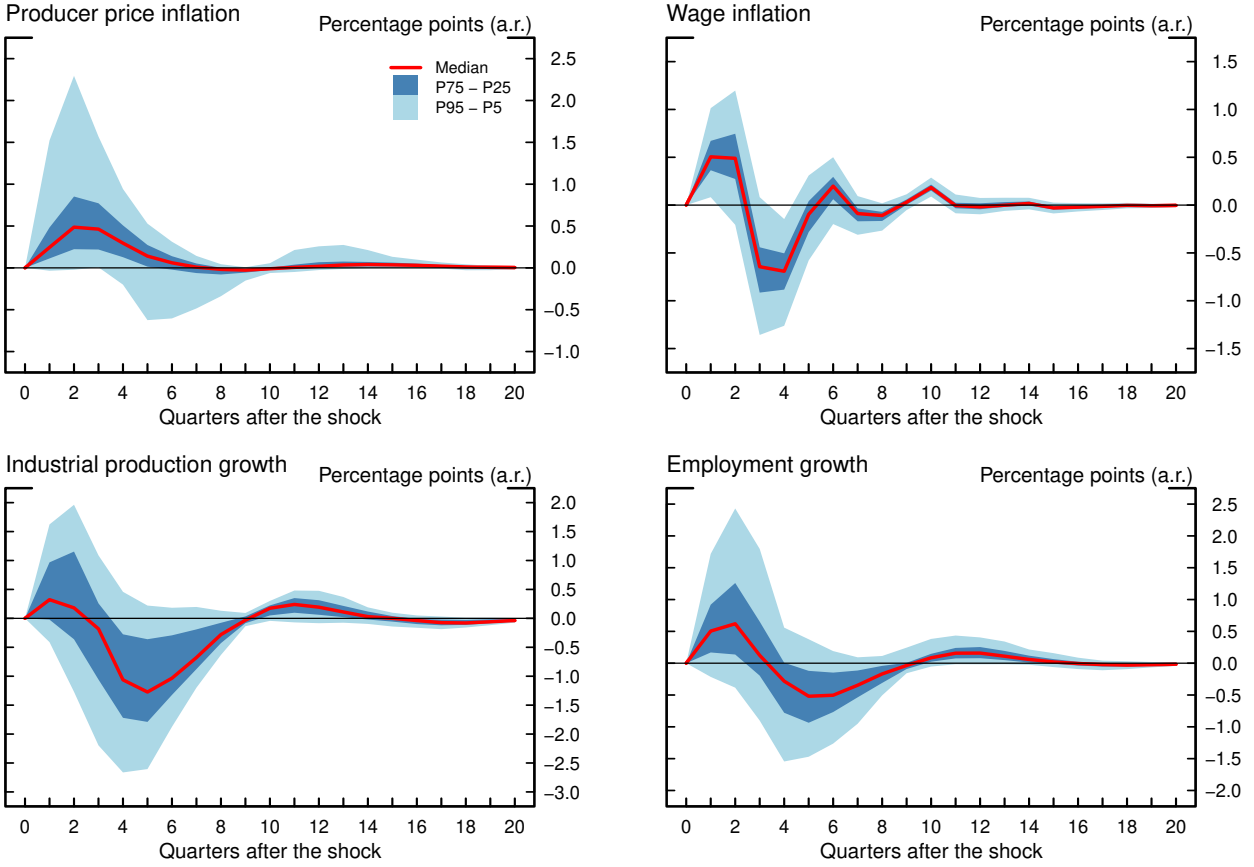 Producer price inflation
Percentage points (a.r.)
Median
P75 − P25
P95 − P5
2.5
2.0
1.5
1.0
0.5
0.0
−0.5
−1.0
0 2 4 6 8 10 12 14 16 18 20
Quarters after the shock
Wage inflation
Percentage points (a.r.)
1.5
1.0
0.5
0.0
−0.5
−1.0
−1.5
0 2 4 6 8 10 12 14 16 18 20
Quarters after the shock
Industrial production growth
Percentage points (a.r.)
2.0
1.5
1.0
0.5
0.0
−0.5
−1.0
−1.5
−2.0
−2.5
−3.0
0 2 4 6 8 10 12 14 16 18 20
Quarters after the shock
Employment growth
Percentage points (a.r.)
2.5
2.0
1.5
1.0
0.5
0.0
−0.5
−1.0
−1.5
−2.0
0 2 4 6 8 10 12 14 16 18 20
Quarters after the shock